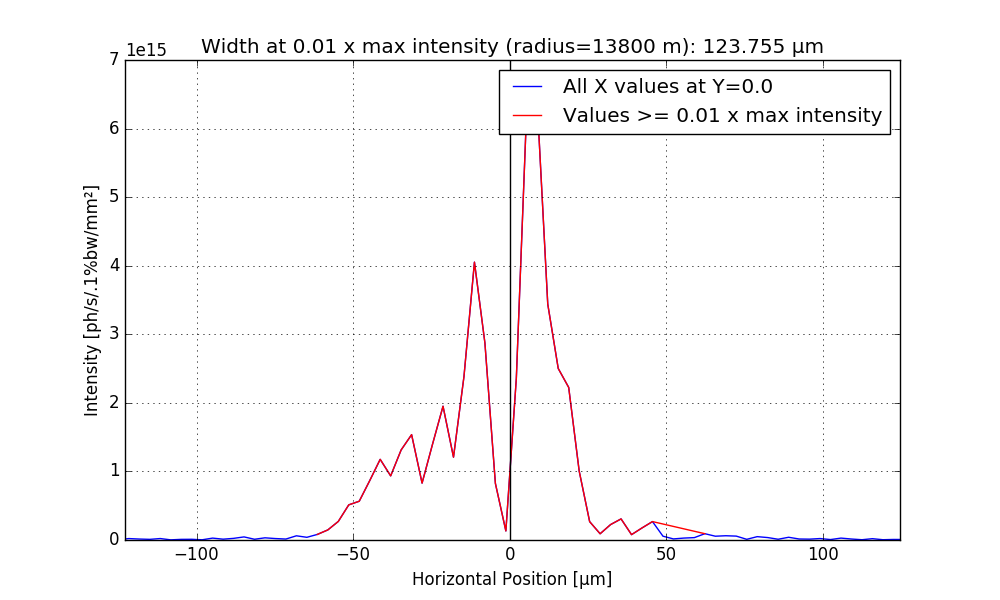 Width at 0.01 x max intensity (radius=13800 m): 123.755 µm
1e15
All X values at Y=0.0
Values >= 0.01 x max intensity
7
6
5
4
3
2
1
0
Intensity [ph/s/.1%bw/mm²]
−100 −50 0 50 100
Horizontal Position [µm]